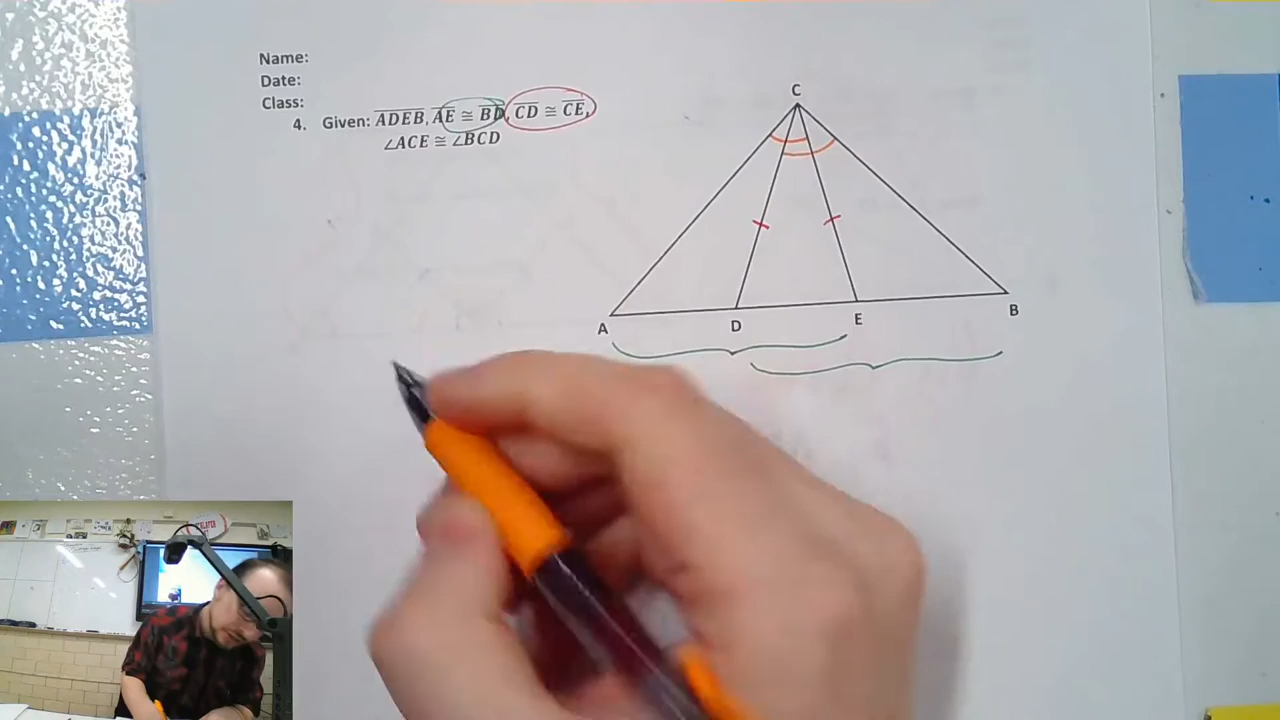 Name:
Date:
Class:
4. Given: ADEB, AE ≅ BD, CD ≅ CE,
∠ACE ≅ ∠BCD
C
A
D
E
B